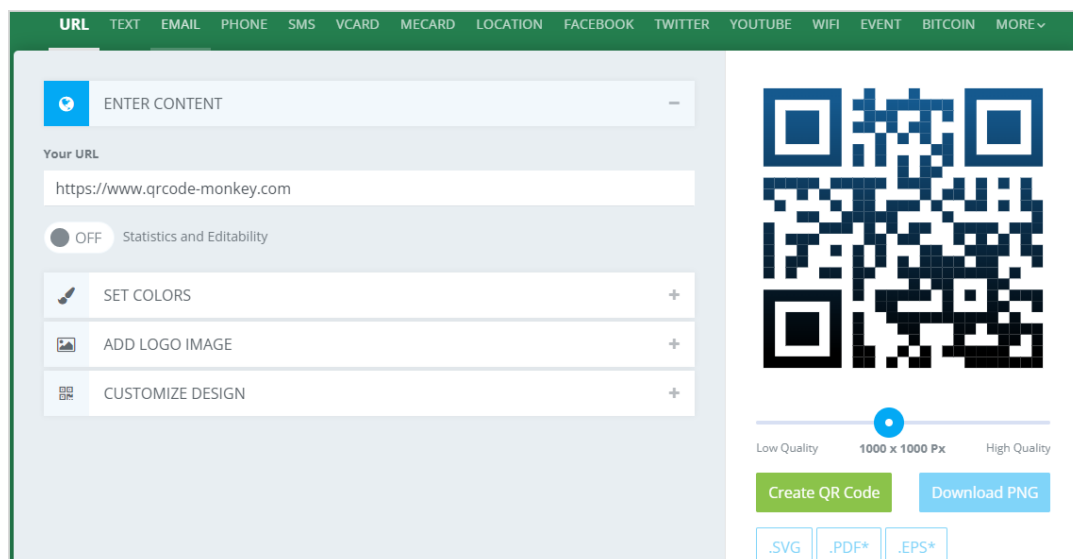 URL TEXT EMAIL PHONE SMS VCARD MECARD LOCATION FACEBOOK TWITTER YOUTUBE WIFI EVENT BITCOIN MORE
ENTER CONTENT
Your URL
https://www.qrcode-monkey.com
OFF Statistics and Editability
SET COLORS
ADD LOGO IMAGE
CUSTOMIZE DESIGN
Low Quality 1000 x 1000 Px High Quality
Create QR Code Download PNG
.SVG .PDF* .EPS*